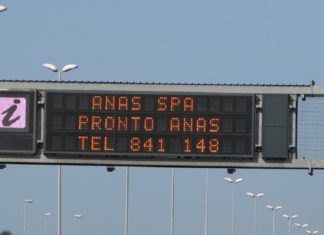 i
ANAS SPA
PRONTO ANAS
TEL 841 148